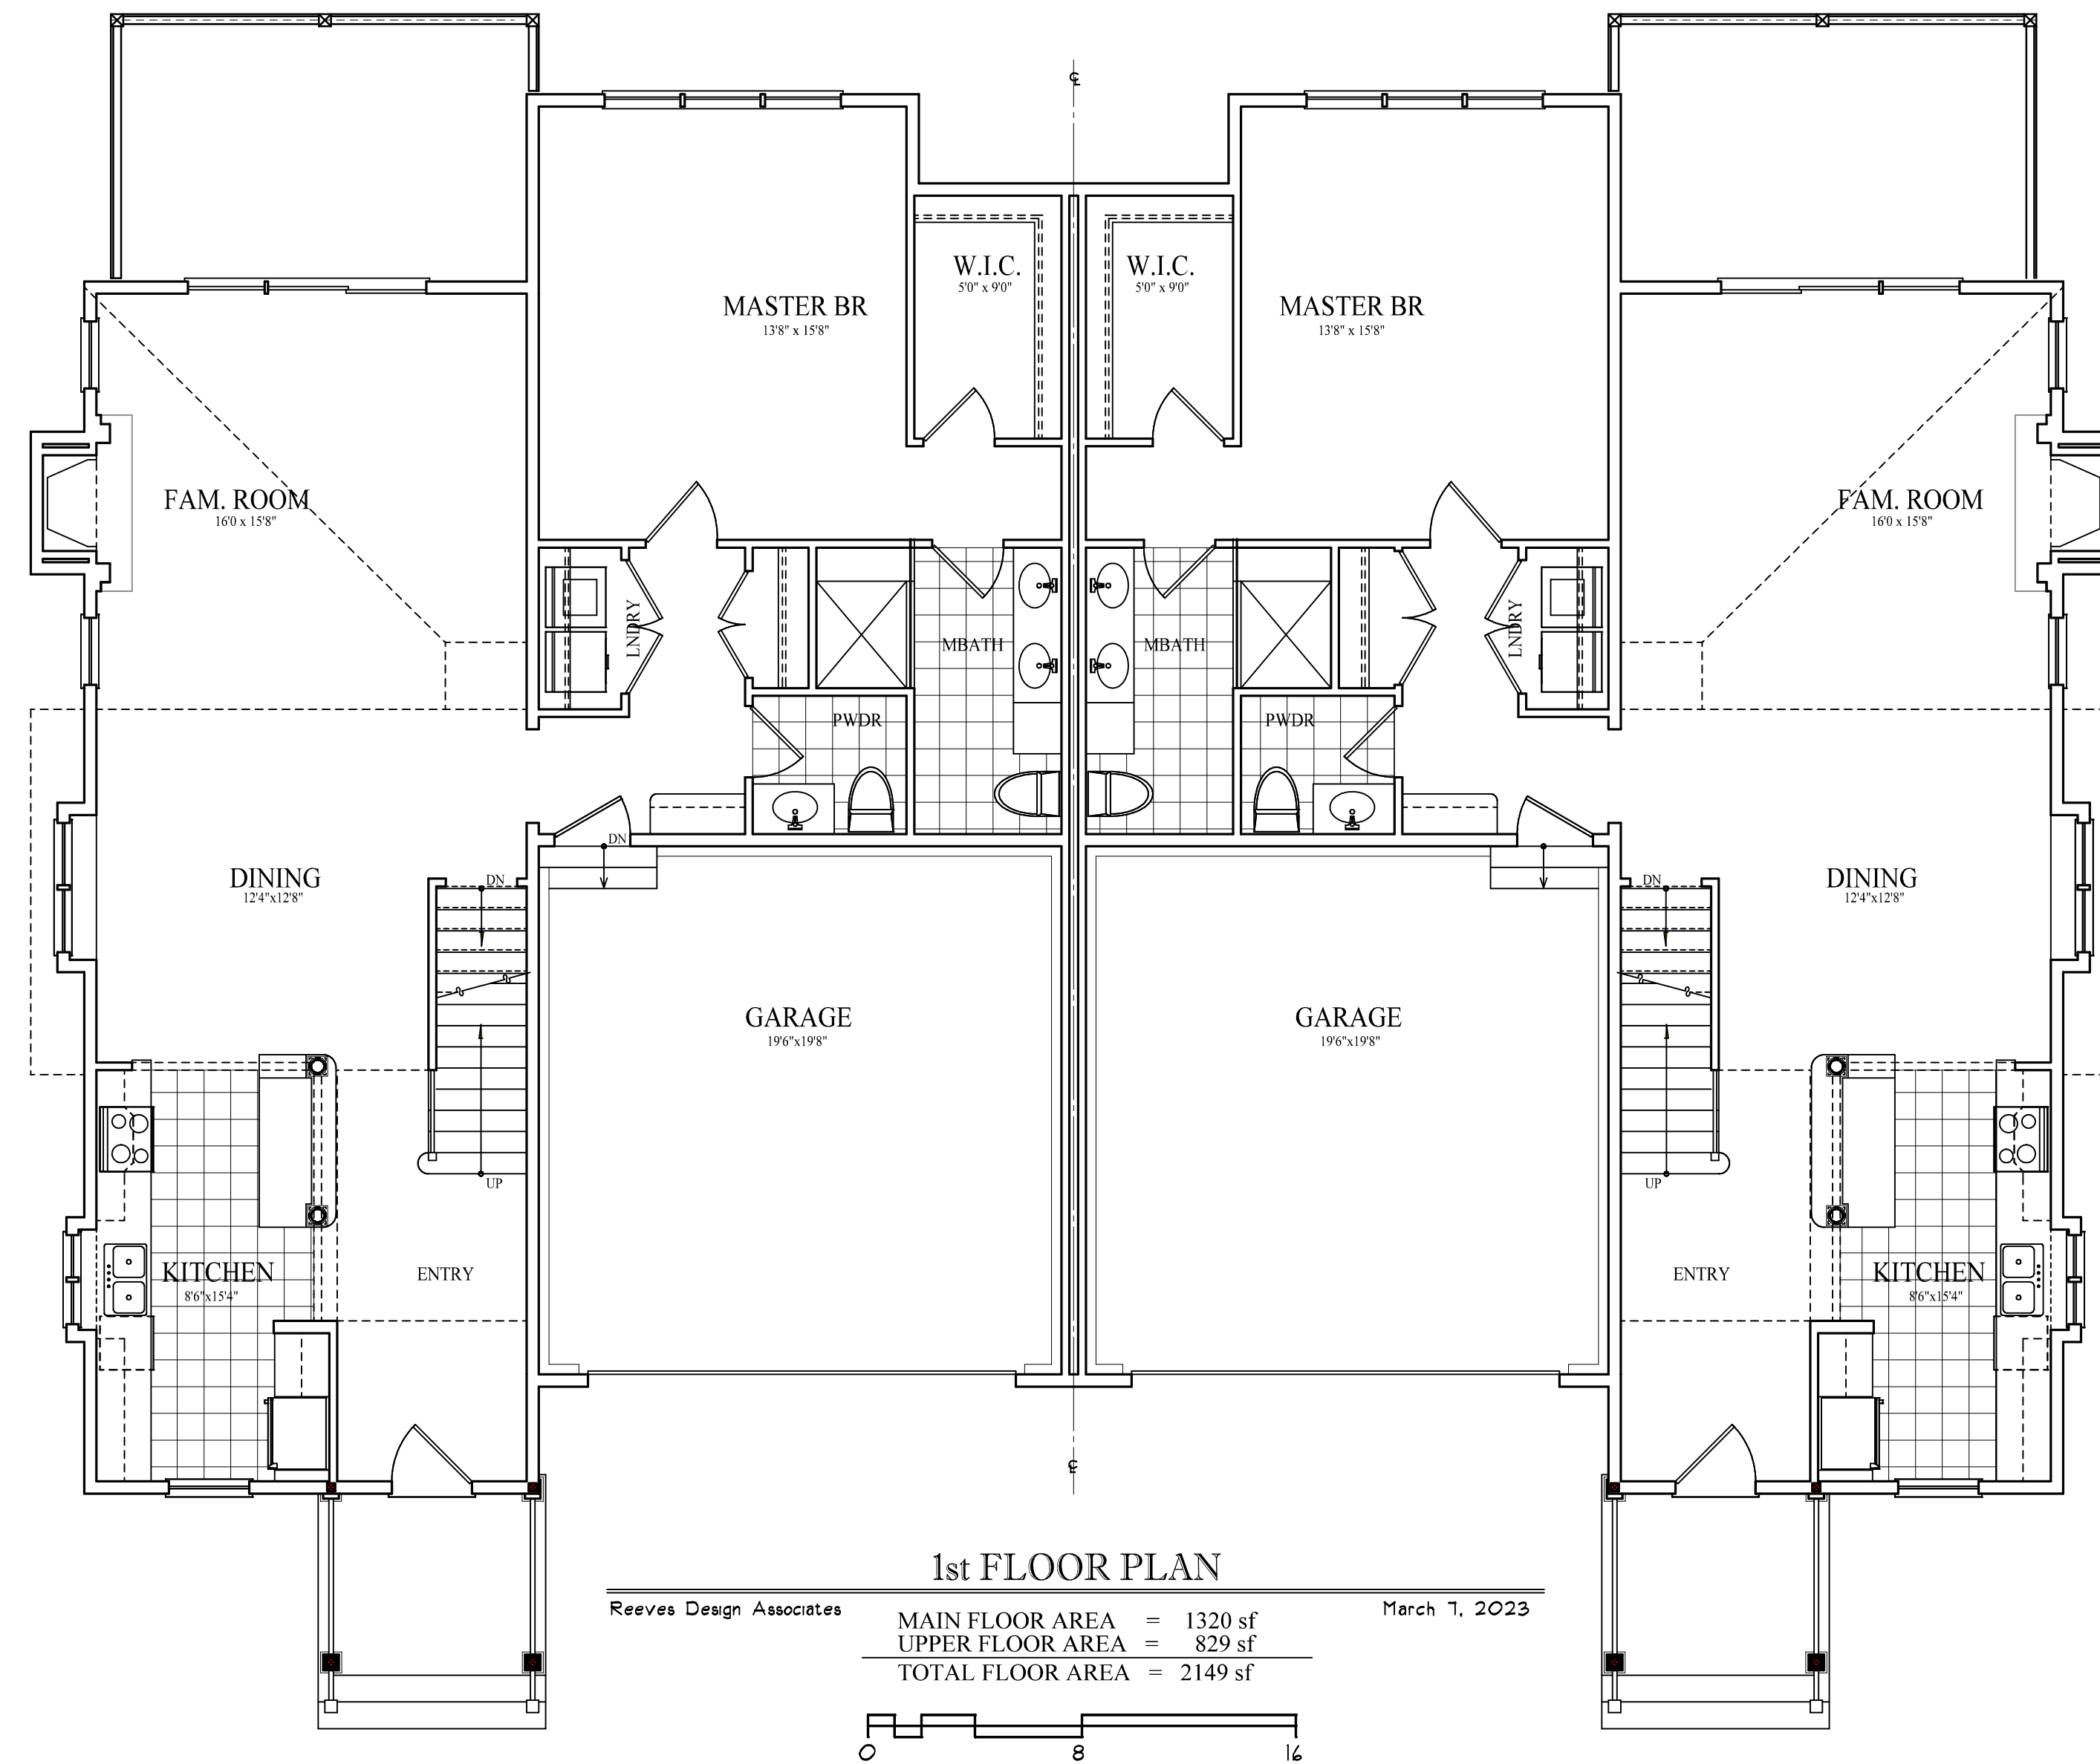 ℄
W.I.C.
5'0" x 9'0"
W.I.C.
5'0" x 9'0"
MASTER BR
13'8" x 15'8"
MASTER BR
13'8" x 15'8"
FAM. ROOM
16'0 x 15'8"
FAM. ROOM
16'0 x 15'8"
LNDRY
MBATH
MBATH
LNDRY
PWDR
PWDR
DN
DINING
12'4"x12'8"
DN
DN
DINING
12'4"x12'8"
GARAGE
19'6"x19'8"
GARAGE
19'6"x19'8"
UP
UP
KITCHEN
8'6"x15'4"
ENTRY
ENTRY
KITCHEN
8'6"x15'4"
℄
1st FLOOR PLAN
Reeves Design Associates
March 7, 2023
MAIN FLOOR AREA = 1320 sf
UPPER FLOOR AREA = 829 sf
TOTAL FLOOR AREA = 2149 sf
0 8 16